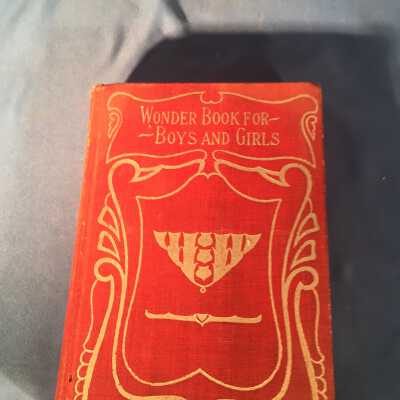 WONDER BOOK FOR
BOYS AND GIRLS